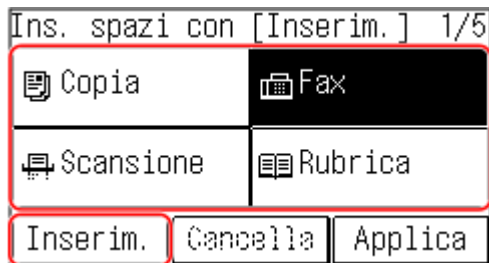 Ins. spazi con [Inserim.] 1/5
Copia Fax
Scansione Rubrica
Inserim. Cancella Applica